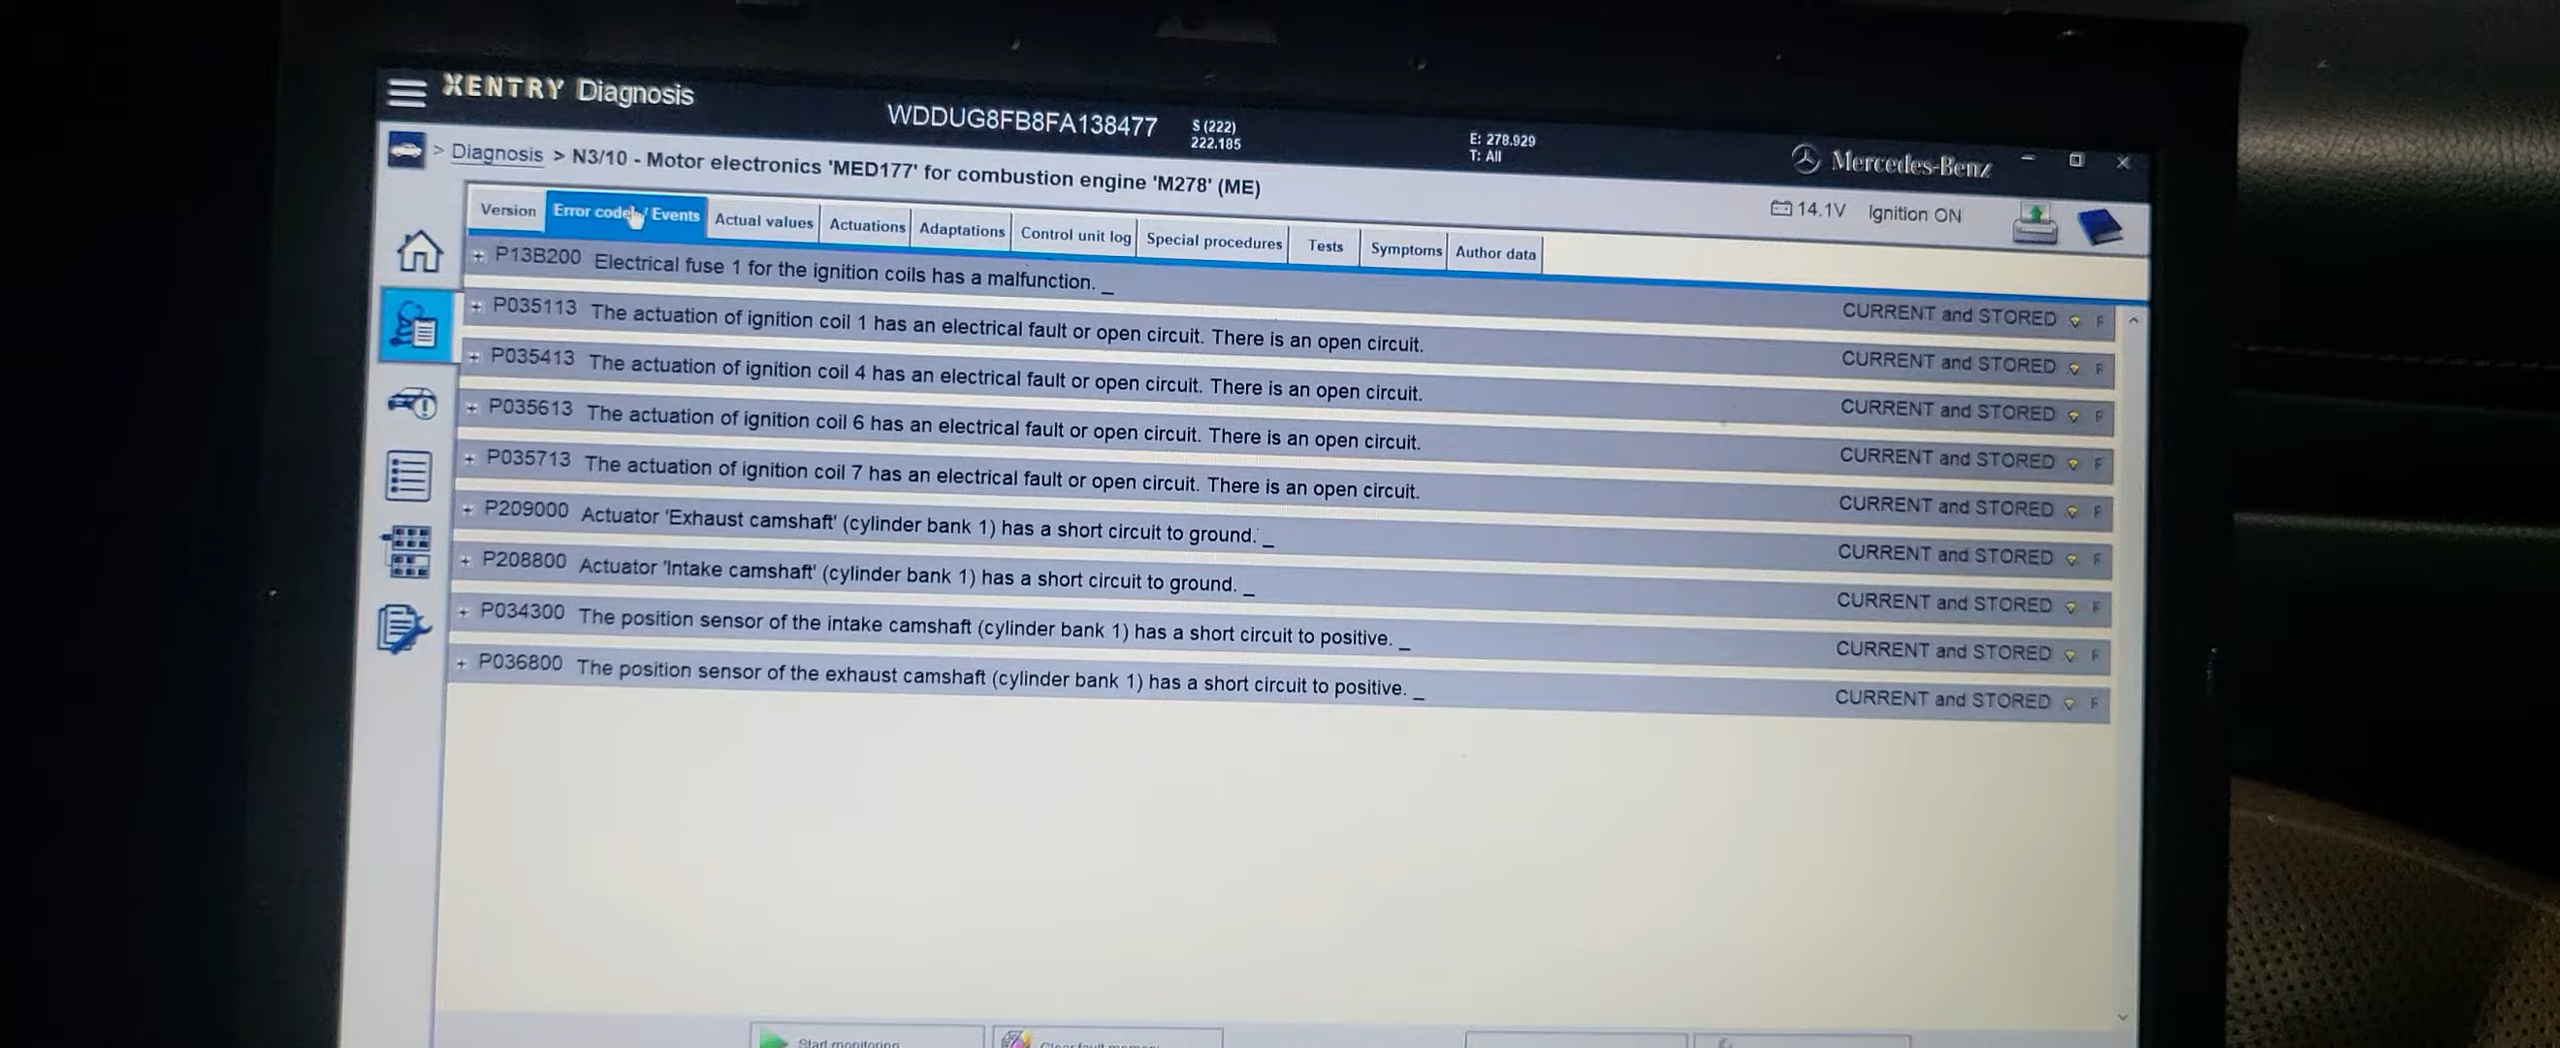 XENTRY Diagnosis
WDDUG8FB8FA138477
S (222)
222.185
E: 278.929
T: All
Mercedes-Benz
> Diagnosis > N3/10 - Motor electronics 'MED177' for combustion engine 'M278' (ME)
14.1V Ignition ON
Version Error codes / Events Actual values Actuations Adaptations Control unit log Special procedures Tests Symptoms Author data
+ P13B200 Electrical fuse 1 for the ignition coils has a malfunction. _ CURRENT and STORED F
+ P035113 The actuation of ignition coil 1 has an electrical fault or open circuit. There is an open circuit. CURRENT and STORED F
+ P035413 The actuation of ignition coil 4 has an electrical fault or open circuit. There is an open circuit. CURRENT and STORED F
+ P035613 The actuation of ignition coil 6 has an electrical fault or open circuit. There is an open circuit. CURRENT and STORED F
+ P035713 The actuation of ignition coil 7 has an electrical fault or open circuit. There is an open circuit. CURRENT and STORED F
+ P209000 Actuator 'Exhaust camshaft' (cylinder bank 1) has a short circuit to ground. _ CURRENT and STORED F
+ P208800 Actuator 'Intake camshaft' (cylinder bank 1) has a short circuit to ground. _ CURRENT and STORED F
+ P034300 The position sensor of the intake camshaft (cylinder bank 1) has a short circuit to positive. _ CURRENT and STORED F
+ P036800 The position sensor of the exhaust camshaft (cylinder bank 1) has a short circuit to positive. _ CURRENT and STORED F
Start monitoring